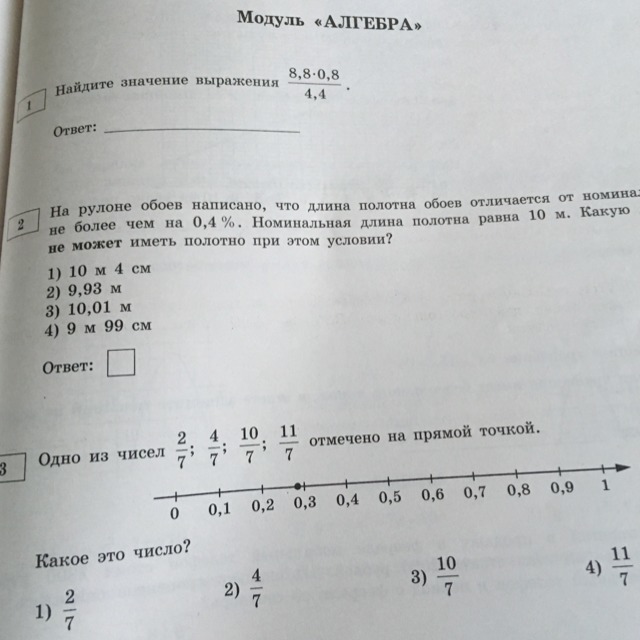 Модуль «АЛГЕБРА»
1 Найдите значение выражения 8,8·0,8 / 4,4 .
Ответ:
2 На рулоне обоев написано, что длина полотна обоев отличается от номинал
не более чем на 0,4 %. Номинальная длина полотна равна 10 м. Какую
не может иметь полотно при этом условии?
1) 10 м 4 см
2) 9,93 м
3) 10,01 м
4) 9 м 99 см
Ответ:
3 Одно из чисел 2/7; 4/7; 10/7; 11/7 отмечено на прямой точкой.
0 0,1 0,2 0,3 0,4 0,5 0,6 0,7 0,8 0,9 1
Какое это число?
1) 2/7 2) 4/7 3) 10/7 4) 11/7